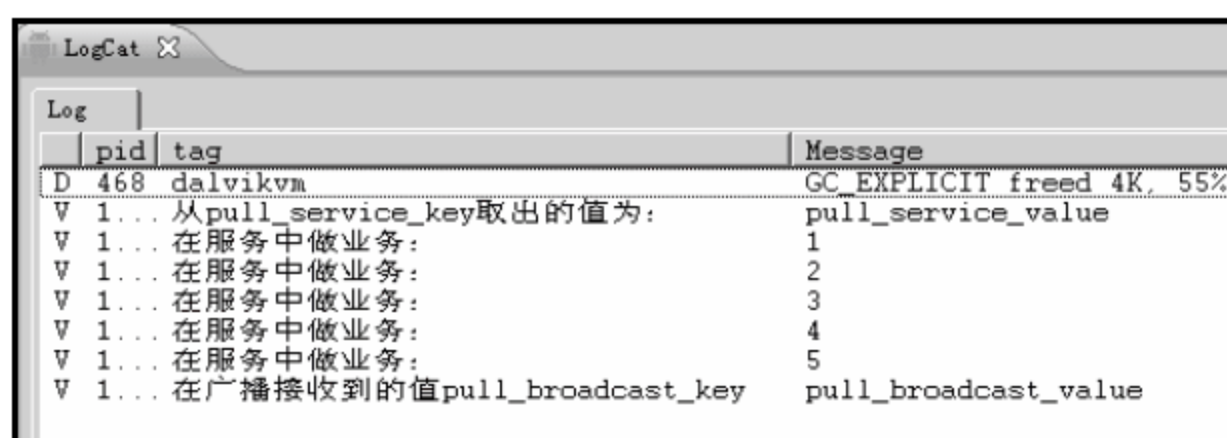 LogCat
Log
pid tag Message
D 468 dalvikvm GC_EXPLICIT freed 4K, 55%
V 1... 从pull_service_key取出的值为: pull_service_value
V 1... 在服务中做业务: 1
V 1... 在服务中做业务: 2
V 1... 在服务中做业务: 3
V 1... 在服务中做业务: 4
V 1... 在服务中做业务: 5
V 1... 在广播接收到的值pull_broadcast_key pull_broadcast_value